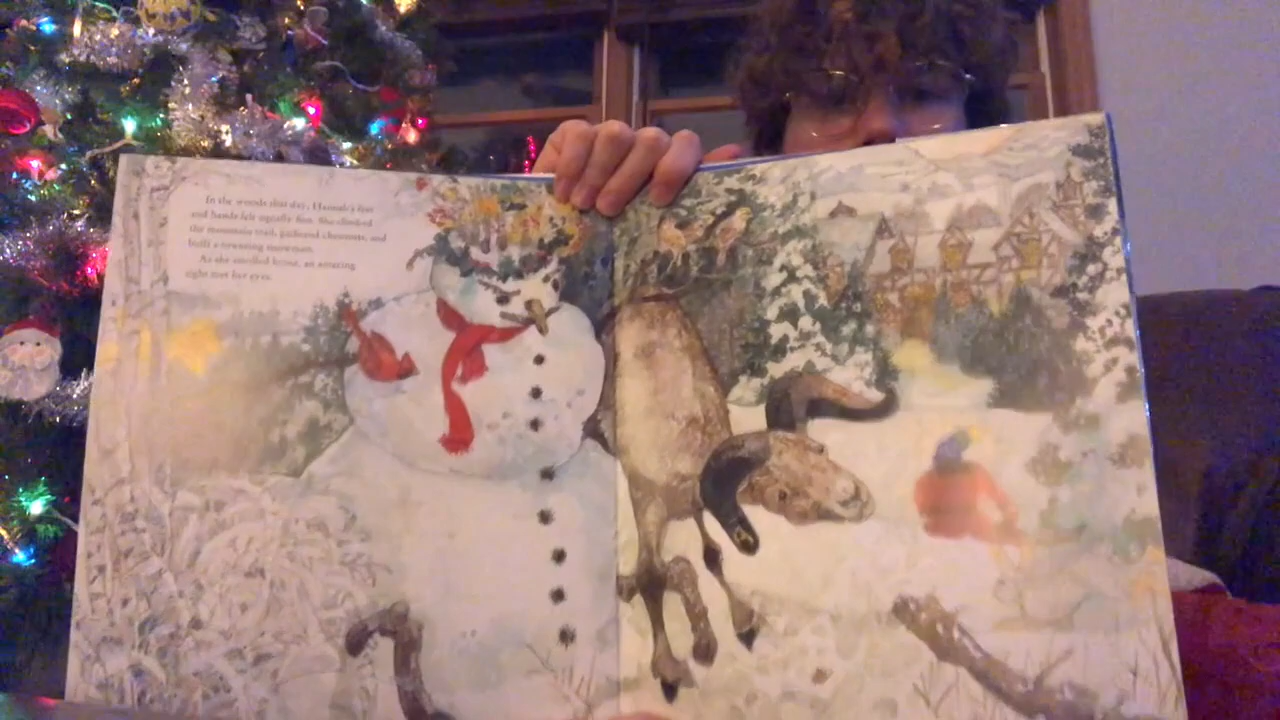 In the woods that day, Hannah's feet
and hands felt equally fine. She climbed
the mountain trail, gathered chestnuts, and
built a towering snowman.
As she strolled home, an amazing
sight met her eyes.